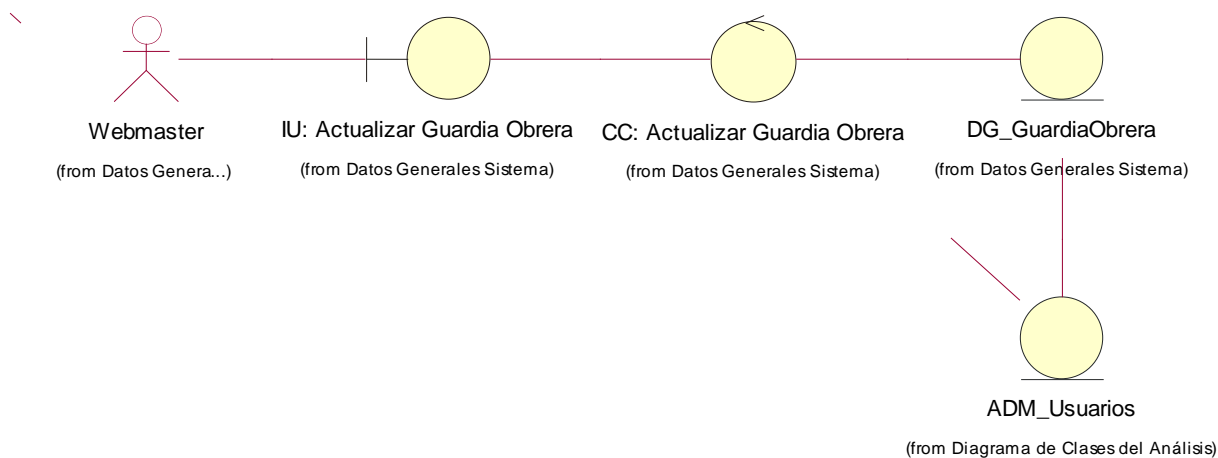 Webmaster
(from Datos Genera...)
IU: Actualizar Guardia Obrera
(from Datos Generales Sistema)
CC: Actualizar Guardia Obrera
(from Datos Generales Sistema)
DG_GuardiaObrera
(from Datos Generales Sistema)
ADM_Usuarios
(from Diagrama de Clases del Análisis)